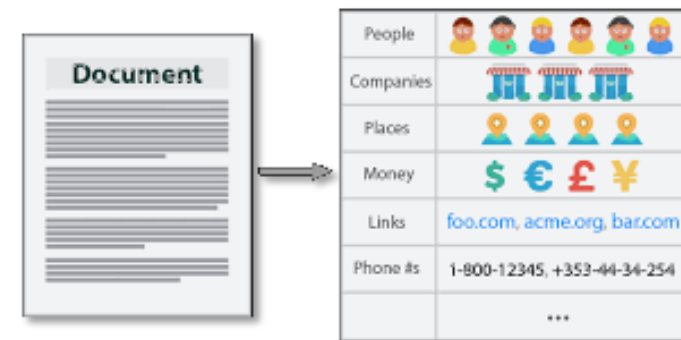 Document
People
Companies
Places
Money $ € £ ¥
Links foo.com, acme.org, bar.com
Phone #s 1-800-12345, +353-44-34-254
...